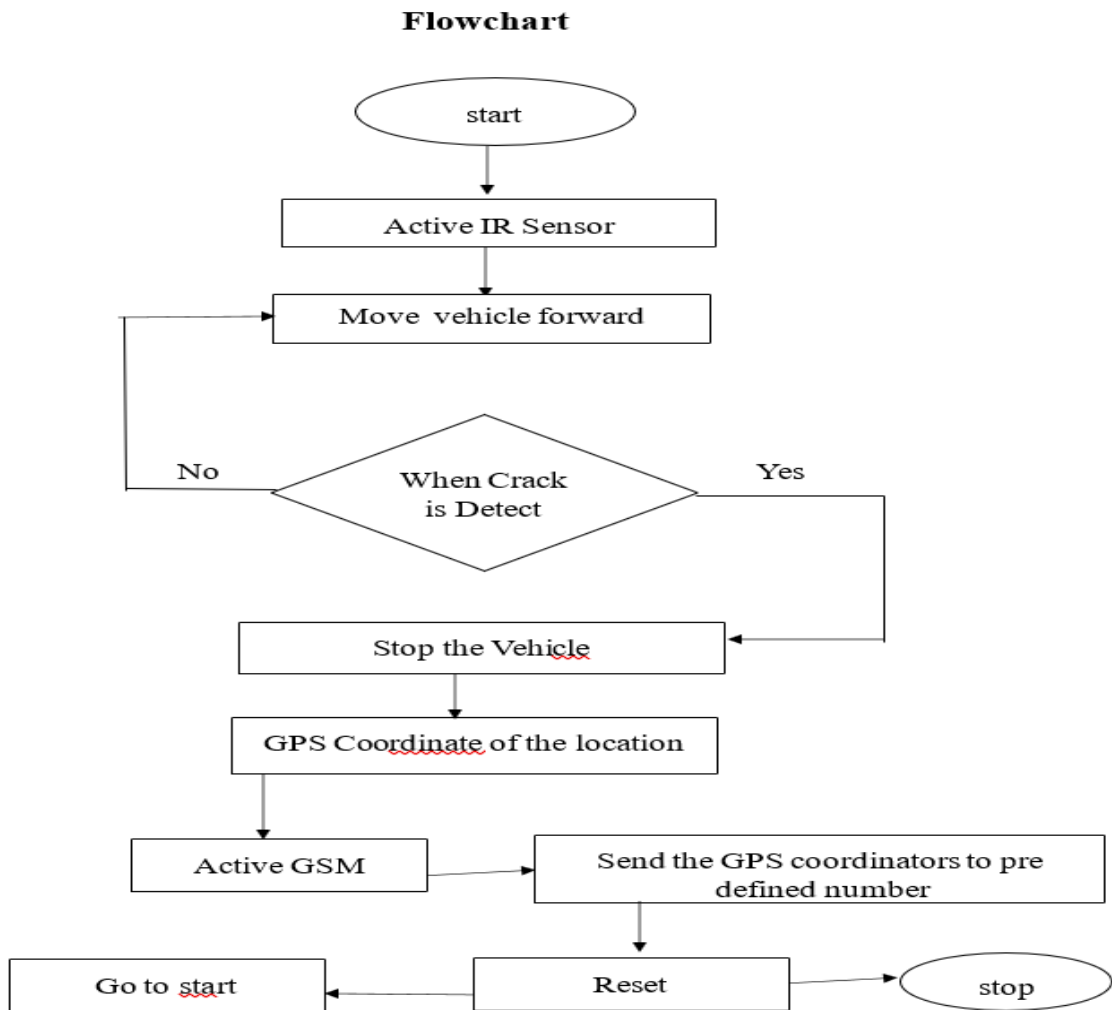 Flowchart
start
Active IR Sensor
Move vehicle forward
No
When Crack
is Detect
Yes
Stop the Vehicle
GPS Coordinate of the location
Active GSM
Send the GPS coordinators to pre
defined number
Go to start
Reset
stop